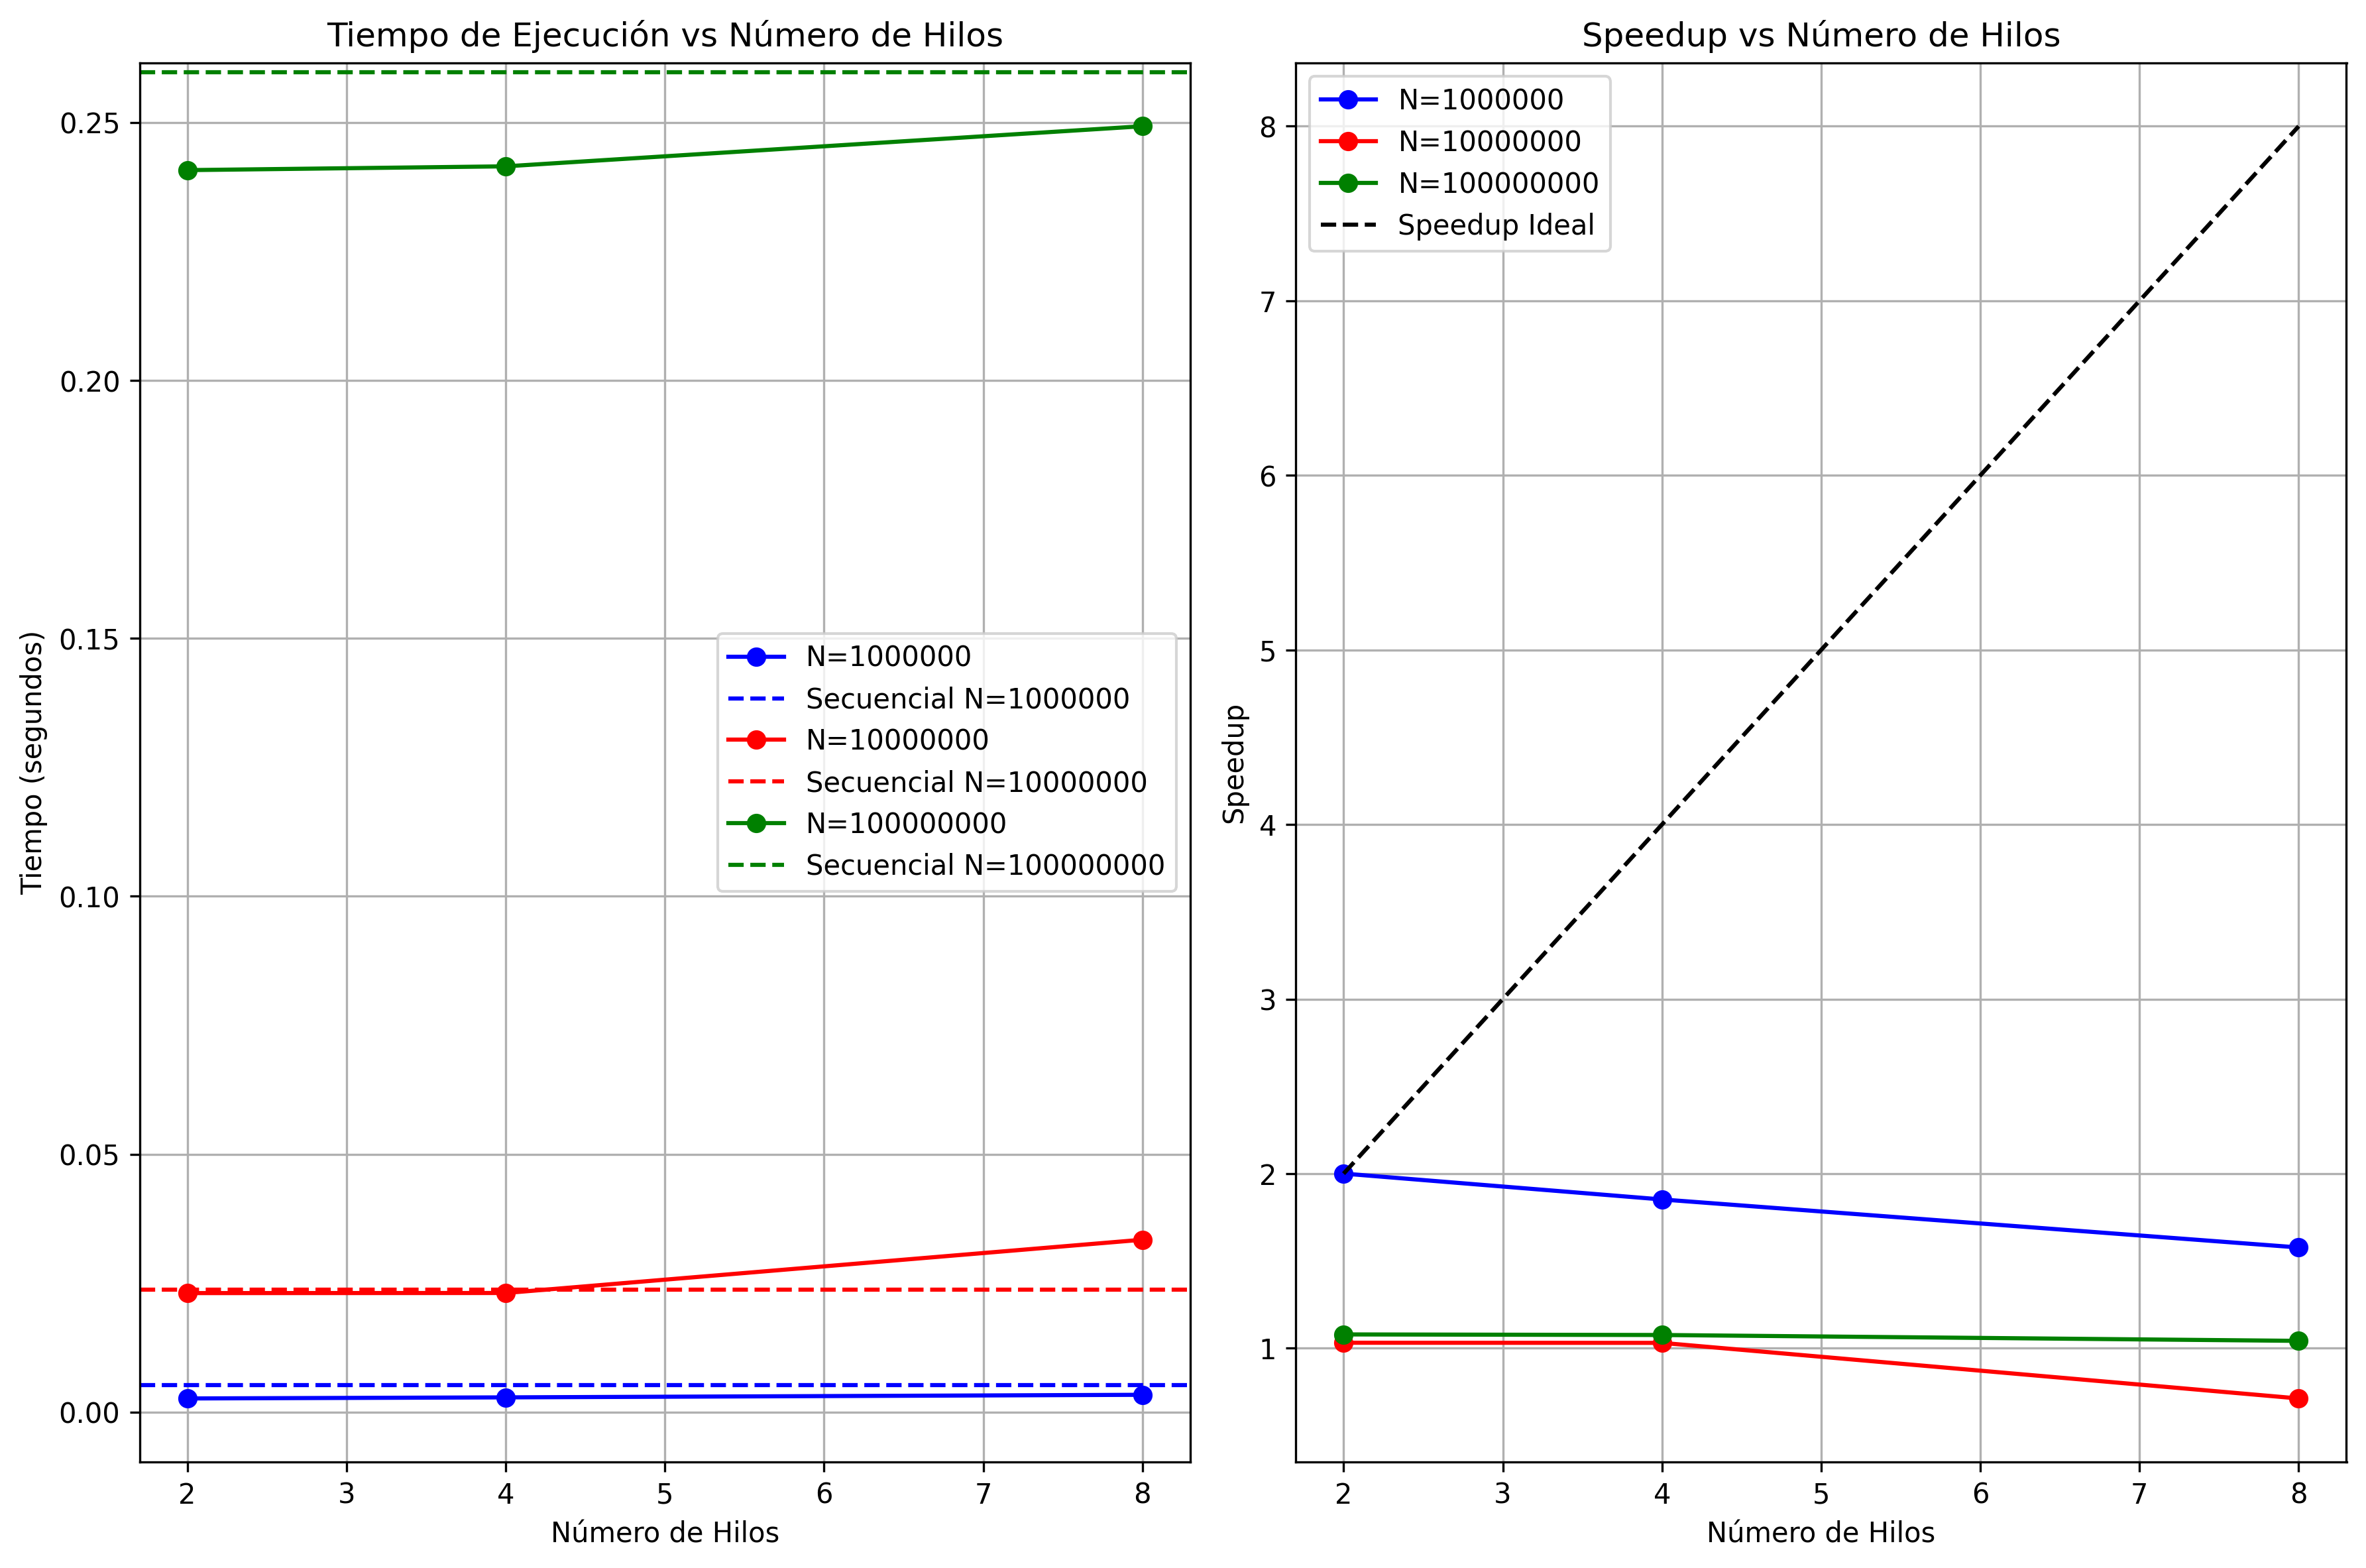 Tiempo de Ejecución vs Número de Hilos
0.25
0.20
0.15
0.10
0.05
0.00
Tiempo (segundos)
N=1000000
Secuencial N=1000000
N=10000000
Secuencial N=10000000
N=100000000
Secuencial N=100000000
2 3 4 5 6 7 8
Número de Hilos
Speedup vs Número de Hilos
N=1000000
N=10000000
N=100000000
Speedup Ideal
8
7
6
5
4
3
2
1
Speedup
2 3 4 5 6 7 8
Número de Hilos